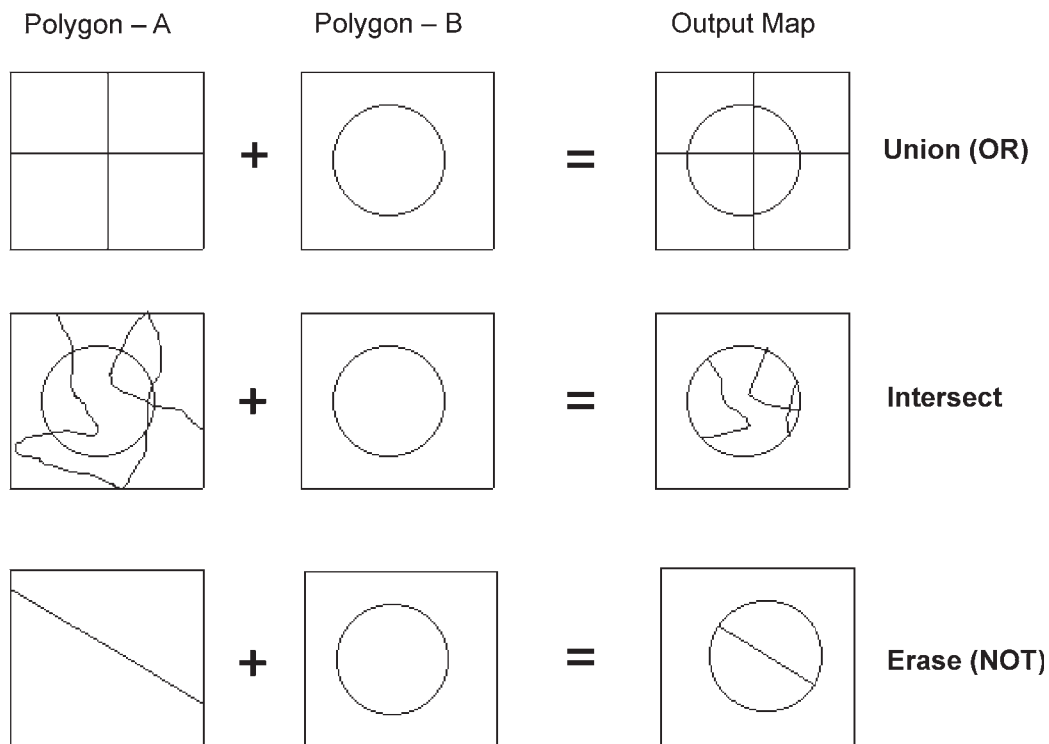 Polygon – A
Polygon – B
Output Map
+
=
Union (OR)
+
=
Intersect
+
=
Erase (NOT)